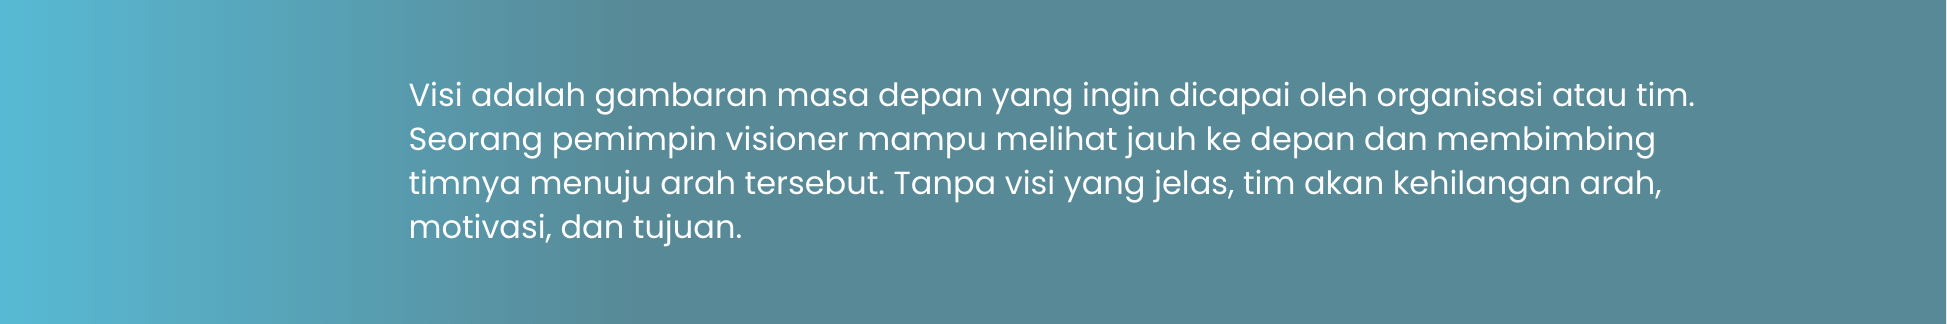 Visi adalah gambaran masa depan yang ingin dicapai oleh organisasi atau tim.
Seorang pemimpin visioner mampu melihat jauh ke depan dan membimbing
timnya menuju arah tersebut. Tanpa visi yang jelas, tim akan kehilangan arah,
motivasi, dan tujuan.